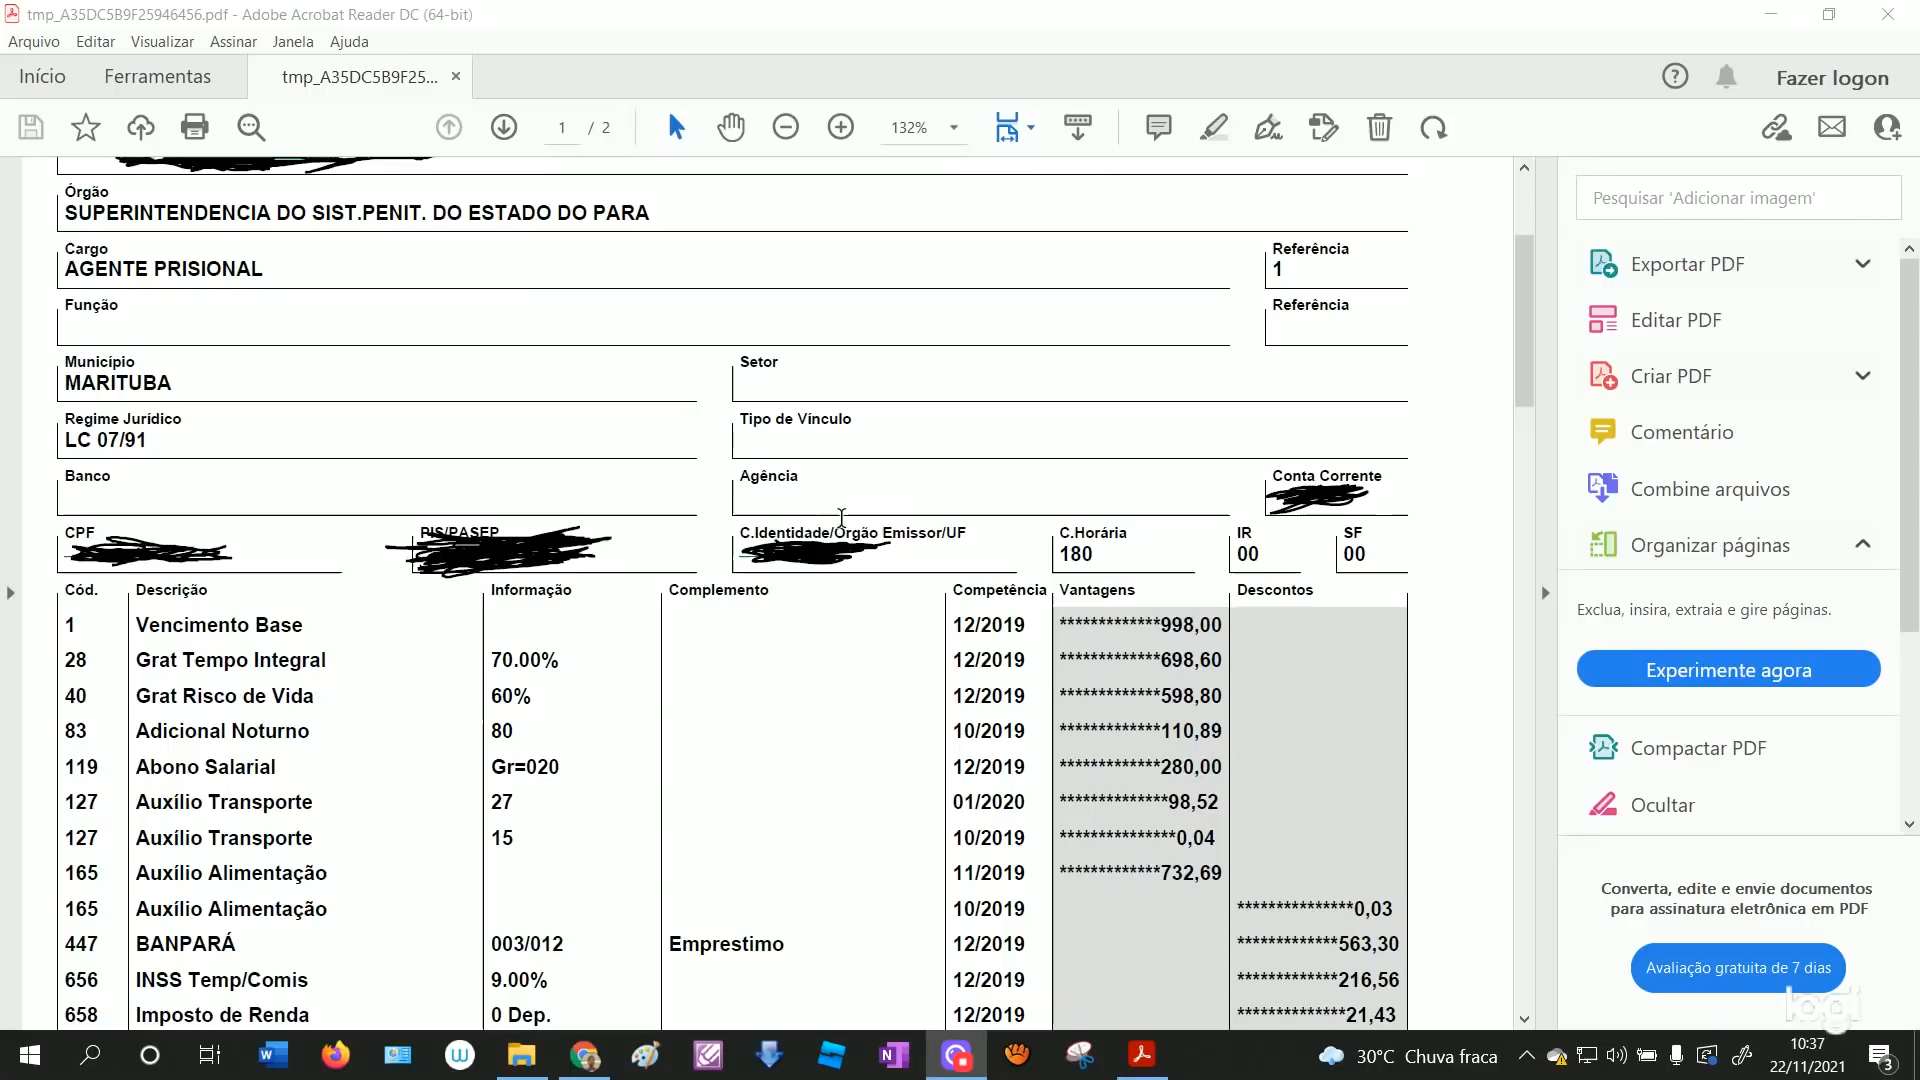 tmp_A35DC5B9F25946456.pdf - Adobe Acrobat Reader DC (64-bit)
Arquivo Editar Visualizar Assinar Janela Ajuda
Início Ferramentas tmp_A35DC5B9F25... × Fazer logon
1 / 2 132%
Órgão
SUPERINTENDENCIA DO SIST.PENIT. DO ESTADO DO PARA
Cargo Referência
AGENTE PRISIONAL 1
Função Referência
Município Setor
MARITUBA
Regime Jurídico Tipo de Vínculo
LC 07/91
Banco Agência Conta Corrente
CPF PIS/PASEP C.Identidade/Órgão Emissor/UF C.Horária IR SF
180 00 00
Cód. Descrição Informação Complemento Competência Vantagens Descontos
1 Vencimento Base 12/2019 *************998,00
28 Grat Tempo Integral 70.00% 12/2019 *************698,60
40 Grat Risco de Vida 60% 12/2019 *************598,80
83 Adicional Noturno 80 10/2019 *************110,89
119 Abono Salarial Gr=020 12/2019 *************280,00
127 Auxílio Transporte 27 01/2020 **************98,52
127 Auxílio Transporte 15 10/2019 ***************0,04
165 Auxílio Alimentação 11/2019 *************732,69
165 Auxílio Alimentação 10/2019 ***************0,03
447 BANPARÁ 003/012 Emprestimo 12/2019 *************563,30
656 INSS Temp/Comis 9.00% 12/2019 *************216,56
658 Imposto de Renda 0 Dep. 12/2019 **************21,43
Pesquisar 'Adicionar imagem'
Exportar PDF
Editar PDF
Criar PDF
Comentário
Combine arquivos
Organizar páginas
Exclua, insira, extraia e gire páginas.
Experimente agora
Compactar PDF
Ocultar
Converta, edite e envie documentos
para assinatura eletrônica em PDF
Avaliação gratuita de 7 dias
logi
30°C Chuva fraca
10:37
22/11/2021
3